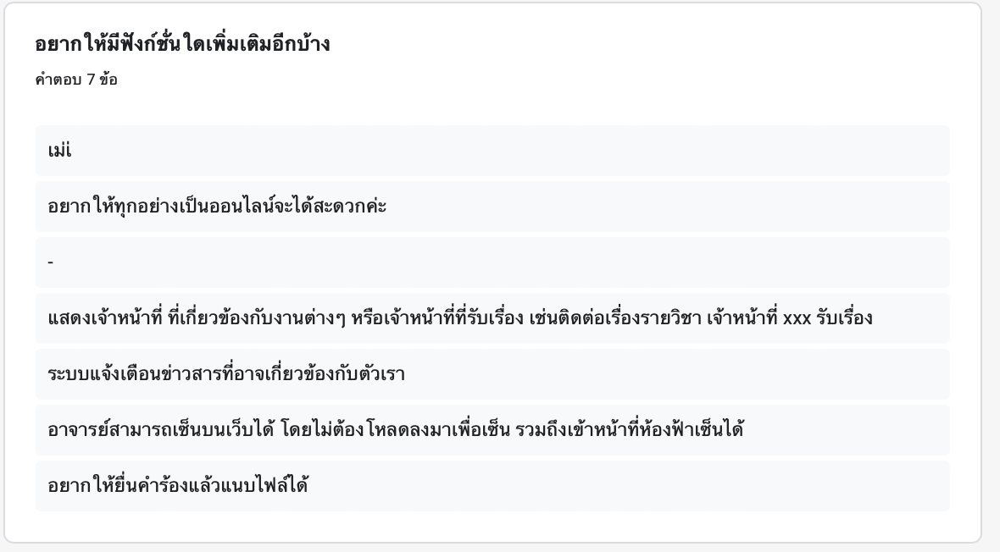 อยากให้มีฟังก์ชั่นใดเพิ่มเติมอีกบ้าง
คำตอบ 7 ข้อ
เม่เ
อยากให้ทุกอย่างเป็นออนไลน์จะได้สะดวกค่ะ
-
แสดงเจ้าหน้าที่ ที่เกี่ยวข้องกับงานต่างๆ หรือเจ้าหน้าที่ที่รับเรื่อง เช่นติดต่อเรื่องรายวิชา เจ้าหน้าที่ xxx รับเรื่อง
ระบบแจ้งเตือนข่าวสารที่อาจเกี่ยวข้องกับตัวเรา
อาจารย์สามารถเซ็นบนเว็บได้ โดยไม่ต้องโหลดลงมาเพื่อเซ็น รวมถึงเข้าหน้าที่ห้องฟ้าเซ็นได้
อยากให้ยื่นคำร้องแล้วแนบไฟล์ได้